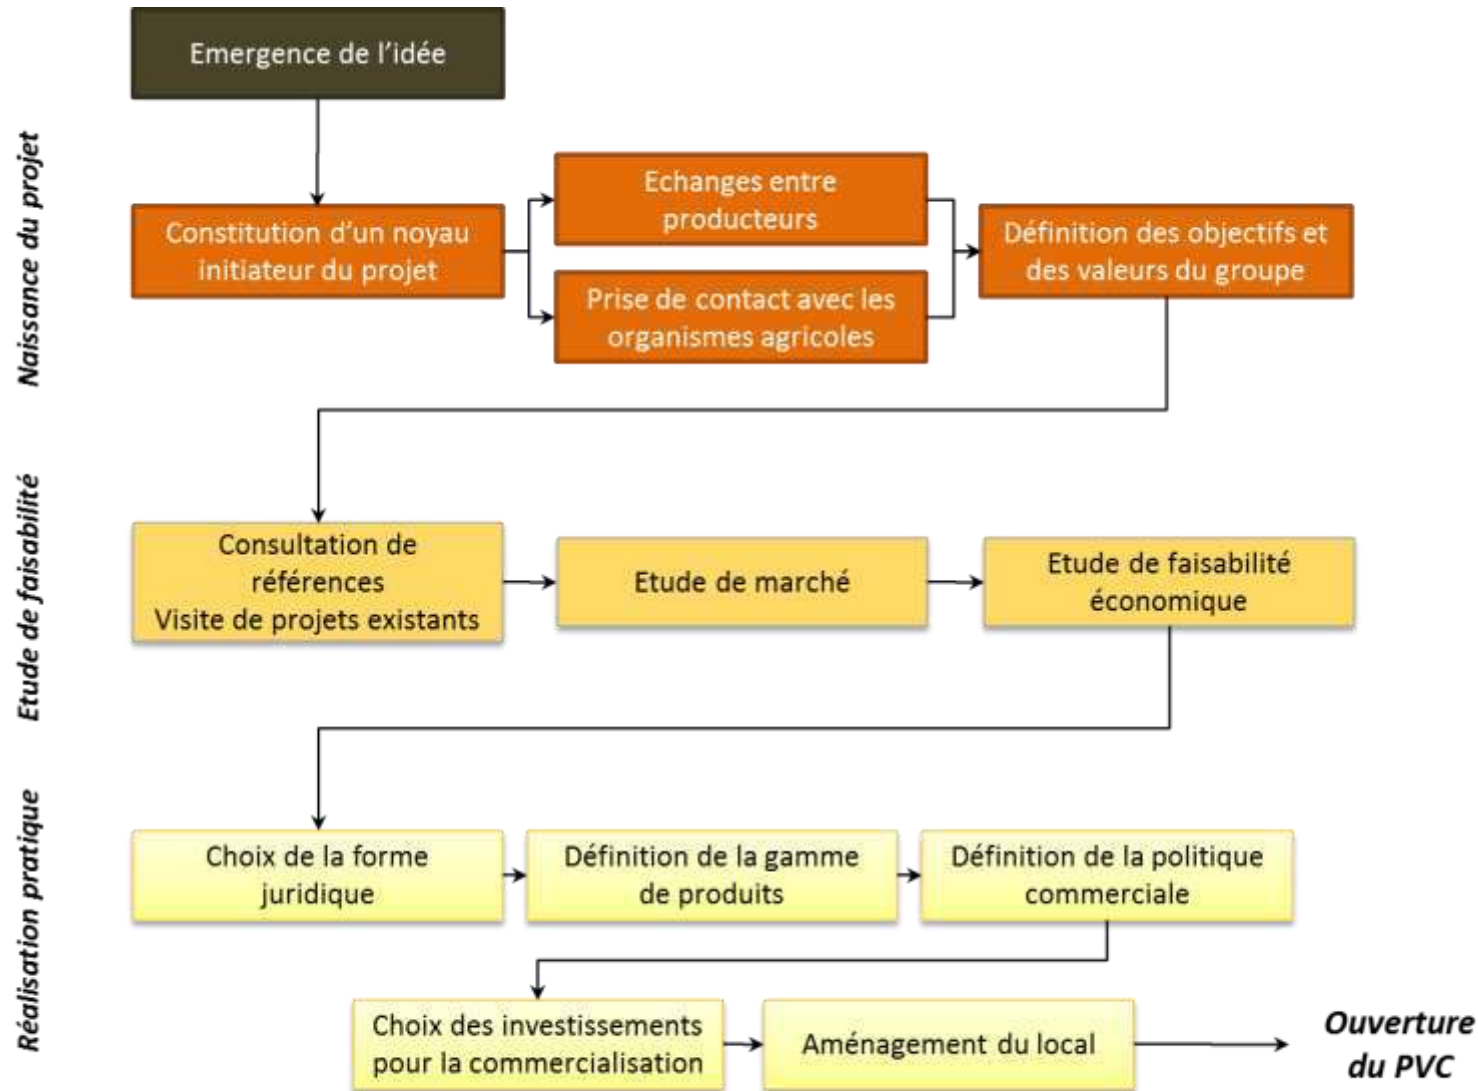 Emergence de l’idée
Naissance du projet
Constitution d’un noyau
initiateur du projet
Echanges entre
producteurs
Prise de contact avec les
organismes agricoles
Définition des objectifs et
des valeurs du groupe
Etude de faisabilité
Consultation de
références
Visite de projets existants
Etude de marché
Etude de faisabilité
économique
Réalisation pratique
Choix de la forme
juridique
Définition de la gamme
de produits
Définition de la politique
commerciale
Choix des investissements
pour la commercialisation
Aménagement du local
Ouverture
du PVC